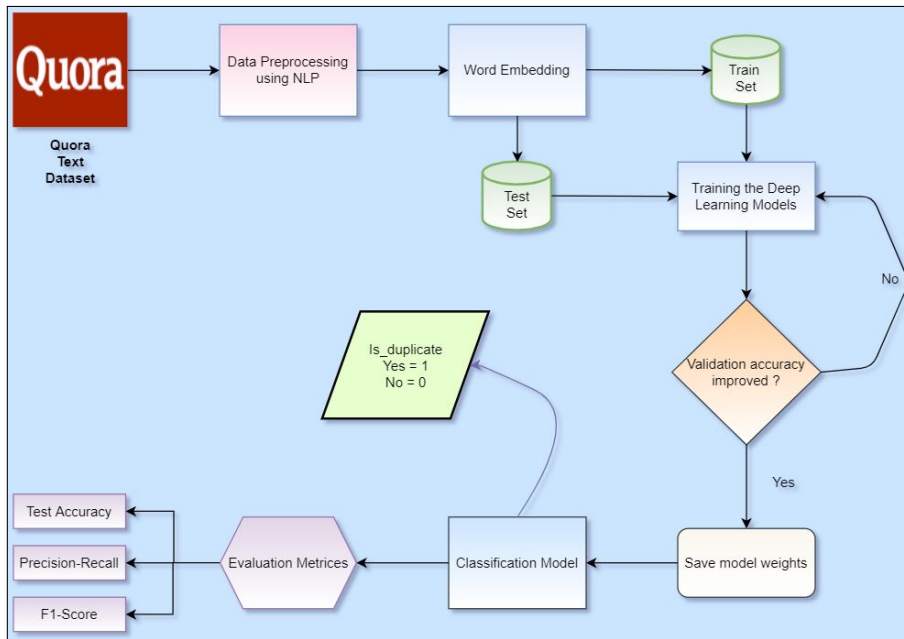 Quora
Quora
Text
Dataset
Data Preprocessing
using NLP
Word Embedding
Train
Set
Test
Set
Training the Deep
Learning Models
No
Validation accuracy
improved ?
Yes
Is_duplicate
Yes = 1
No = 0
Save model weights
Classification Model
Evaluation Metrices
Test Accuracy
Precision-Recall
F1-Score